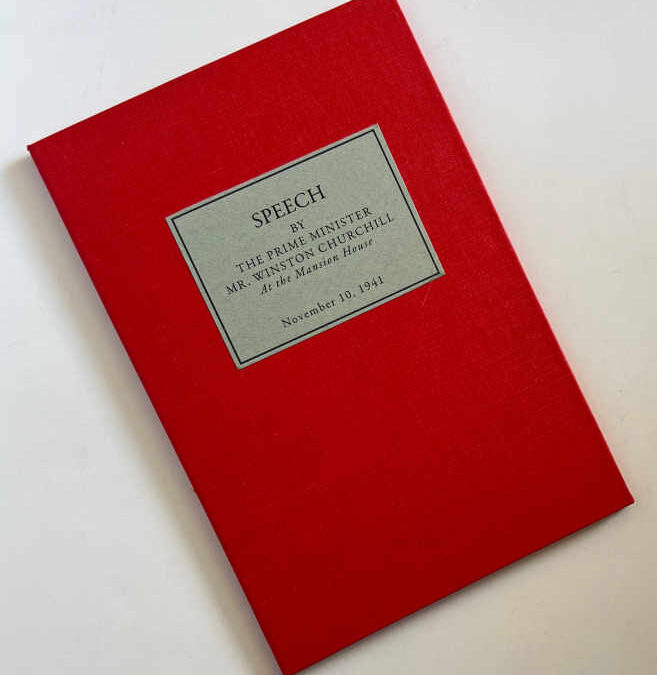 SPEECH
BY
THE PRIME MINISTER
MR. WINSTON CHURCHILL
At the Mansion House
November 10, 1941